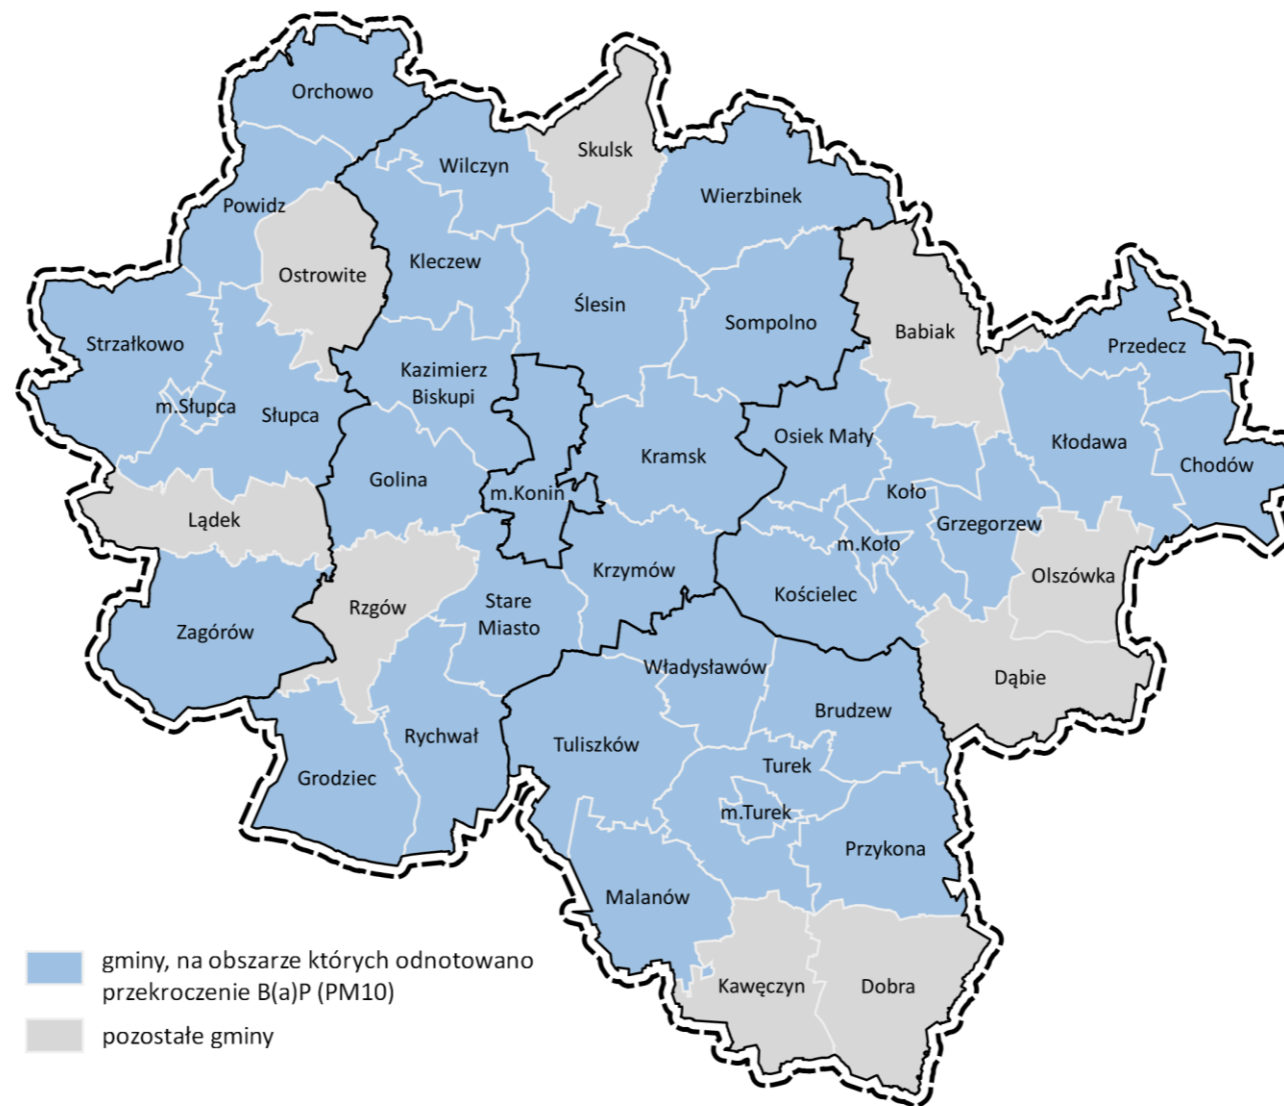 Orchowo
Skulsk
Wilczyn
Wierzbinek
Powidz
Ostrowite
Kleczew
Ślesin
Sompolno
Babiak
Strzałkowo
Przedecz
Kazimierz
Biskupi
m.Słupca
Słupca
Osiek Mały
Kłodawa
Kramsk
Chodów
Golina
m.Konin
Koło
Lądek
Grzegorzew
m.Koło
Krzymów
Olszówka
Kościelec
Rzgów
Stare
Miasto
Zagórów
Władysławów
Dąbie
Brudzew
Rychwał
Tuliszków
Turek
Grodziec
m.Turek
Przykona
Malanów
Kawęczyn
Dobra
gminy, na obszarze których odnotowano
przekroczenie B(a)P (PM10)
pozostałe gminy